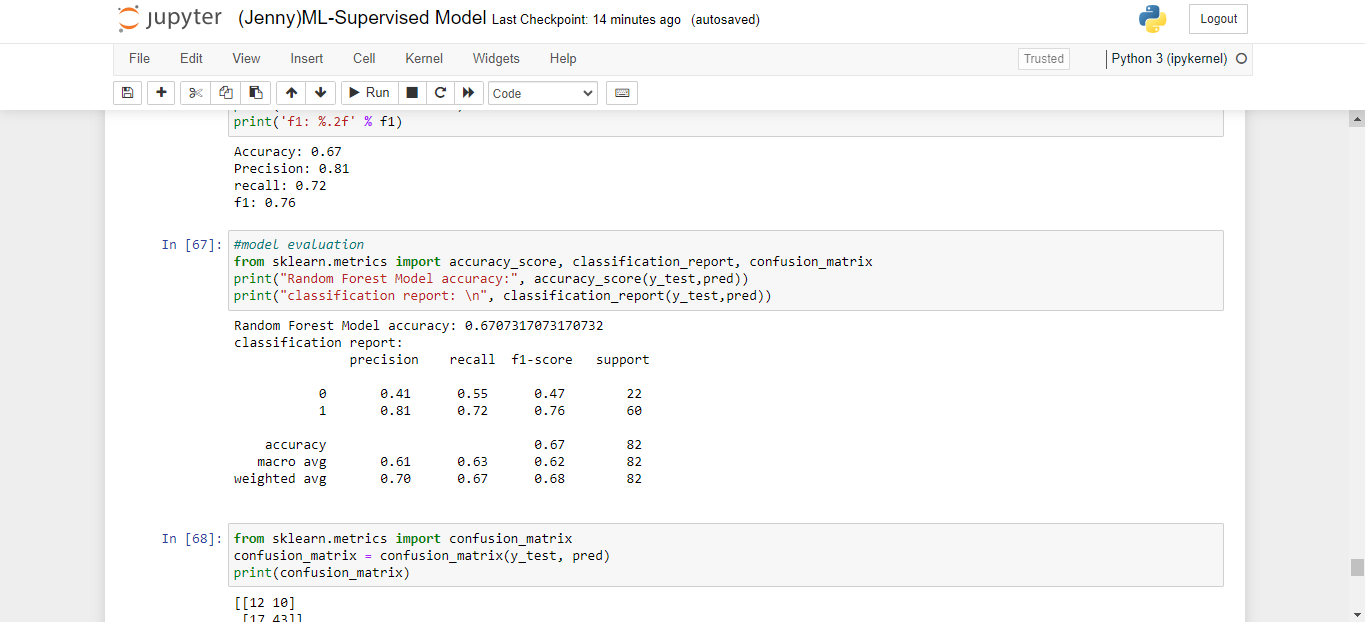 jupyter (Jenny)ML-Supervised Model Last Checkpoint: 14 minutes ago (autosaved) Logout
File Edit View Insert Cell Kernel Widgets Help Trusted Python 3 (ipykernel)
Run Code
print('f1: %.2f' % f1)
Accuracy: 0.67
Precision: 0.81
recall: 0.72
f1: 0.76
In [67]: #model evaluation
from sklearn.metrics import accuracy_score, classification_report, confusion_matrix
print("Random Forest Model accuracy:", accuracy_score(y_test,pred))
print("classification report: \n", classification_report(y_test,pred))
Random Forest Model accuracy: 0.6707317073170732
classification report:
precision recall f1-score support
0 0.41 0.55 0.47 22
1 0.81 0.72 0.76 60
accuracy 0.67 82
macro avg 0.61 0.63 0.62 82
weighted avg 0.70 0.67 0.68 82
In [68]: from sklearn.metrics import confusion_matrix
confusion_matrix = confusion_matrix(y_test, pred)
print(confusion_matrix)
[[12 10]
[17 43]]